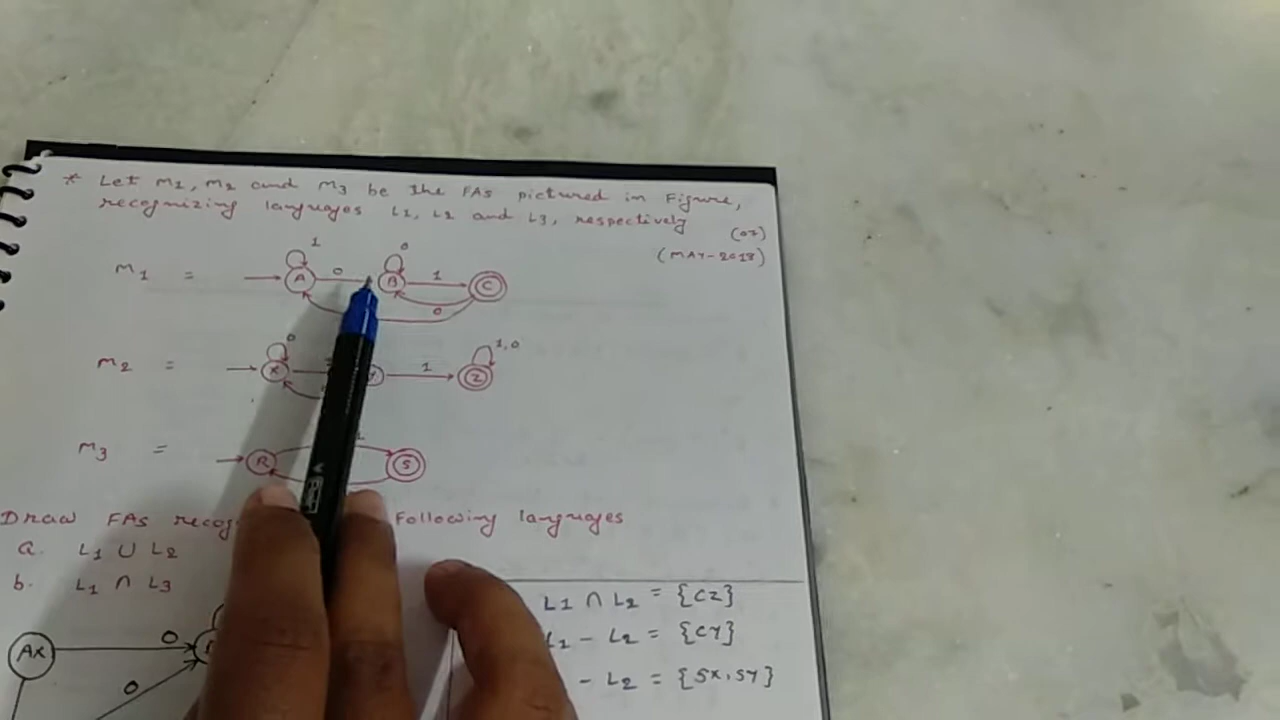 * Let M1, M2 and M3 be the FAs pictured in Figure,
recognizing languages L1, L2 and L3, respectively
(07)
(MAY-2018)
M1 = A B C 1 0 0 1 0
M2 = X Y Z 0 1 1,0
M3 = R S
Draw FAs following languages
a. L1 ∪ L2
b. L1 ∩ L3
AX 0
0
L1 ∩ L2 = {CZ}
- L2 = {CY}
- L2 = {SX, SY}